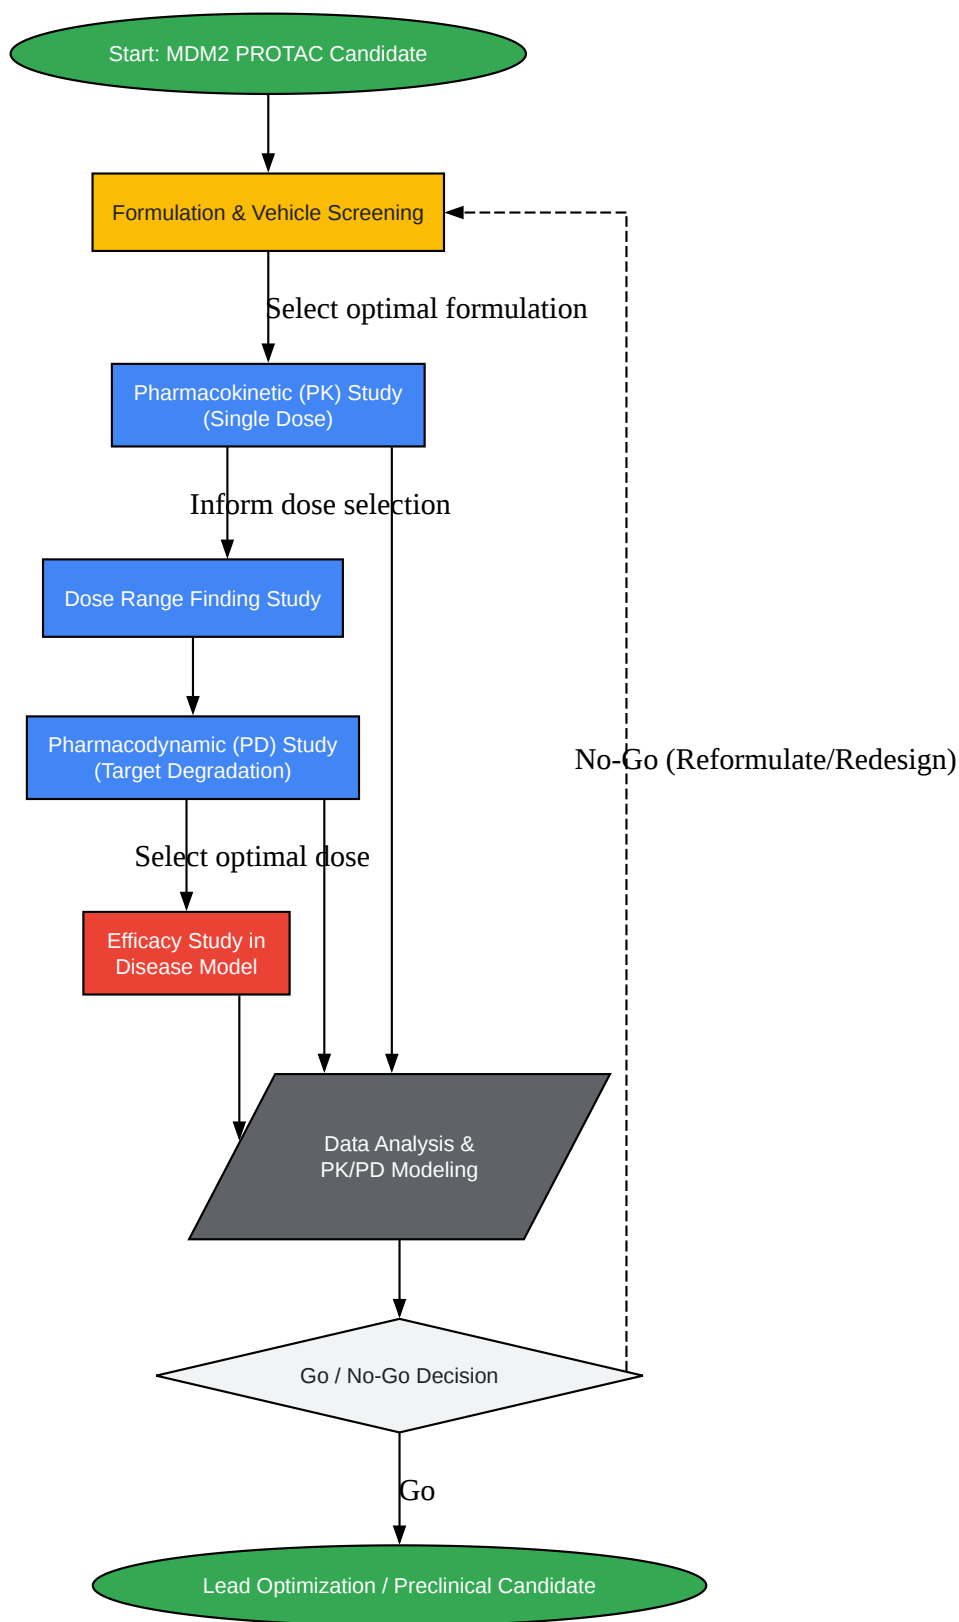 Start: MDM2 PROTAC Candidate
Formulation & Vehicle Screening
Select optimal formulation
Pharmacokinetic (PK) Study
(Single Dose)
Inform dose selection
Dose Range Finding Study
Pharmacodynamic (PD) Study
(Target Degradation)
No-Go (Reformulate/Redesign)
Select optimal dose
Efficacy Study in
Disease Model
Data Analysis &
PK/PD Modeling
Go / No-Go Decision
Go
Lead Optimization / Preclinical Candidate